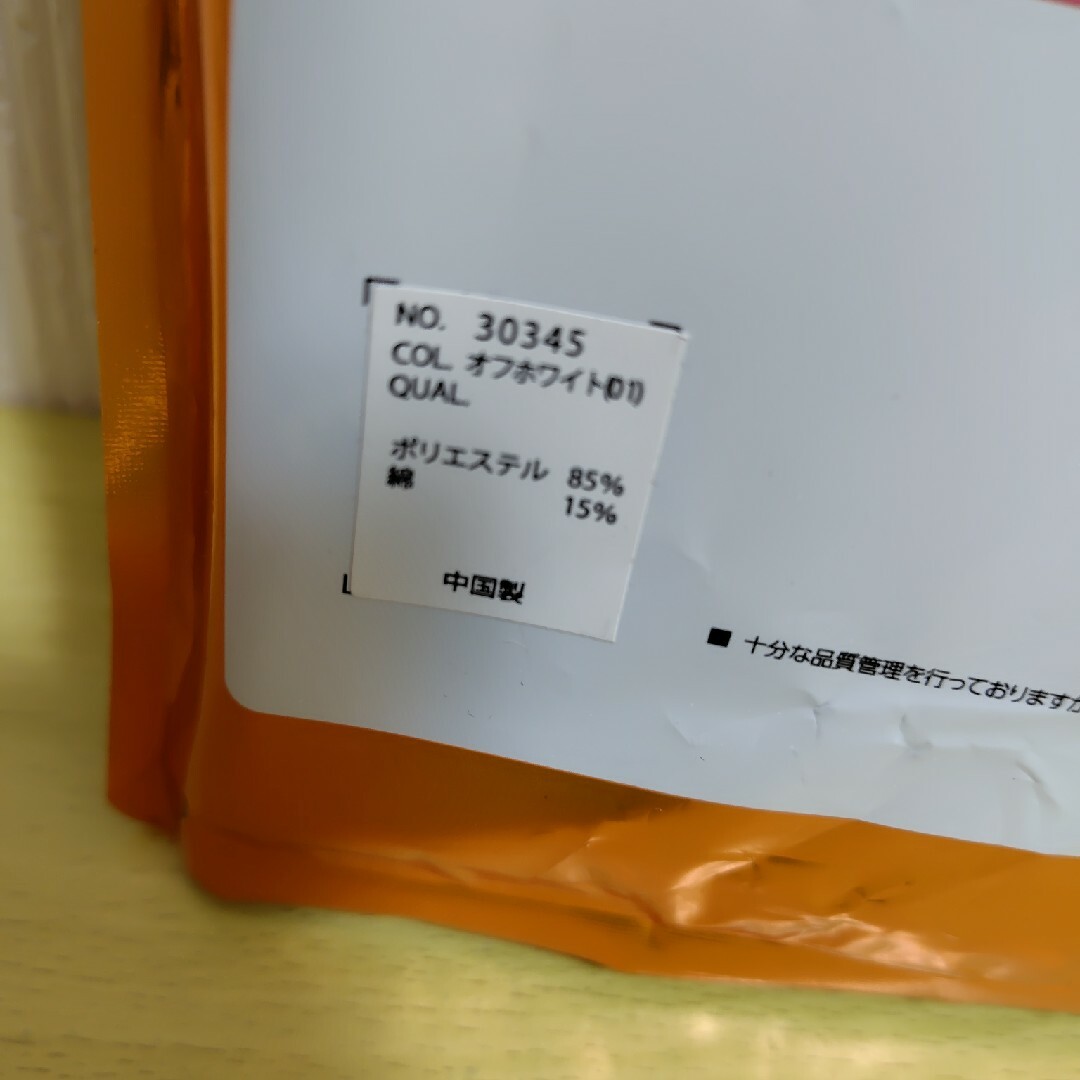 NO. 30345
COL. オフホワイト(01)
QUAL.
ポリエステル 85%
綿 15%
中国製
■ 十分な品質管理を行っておりますが